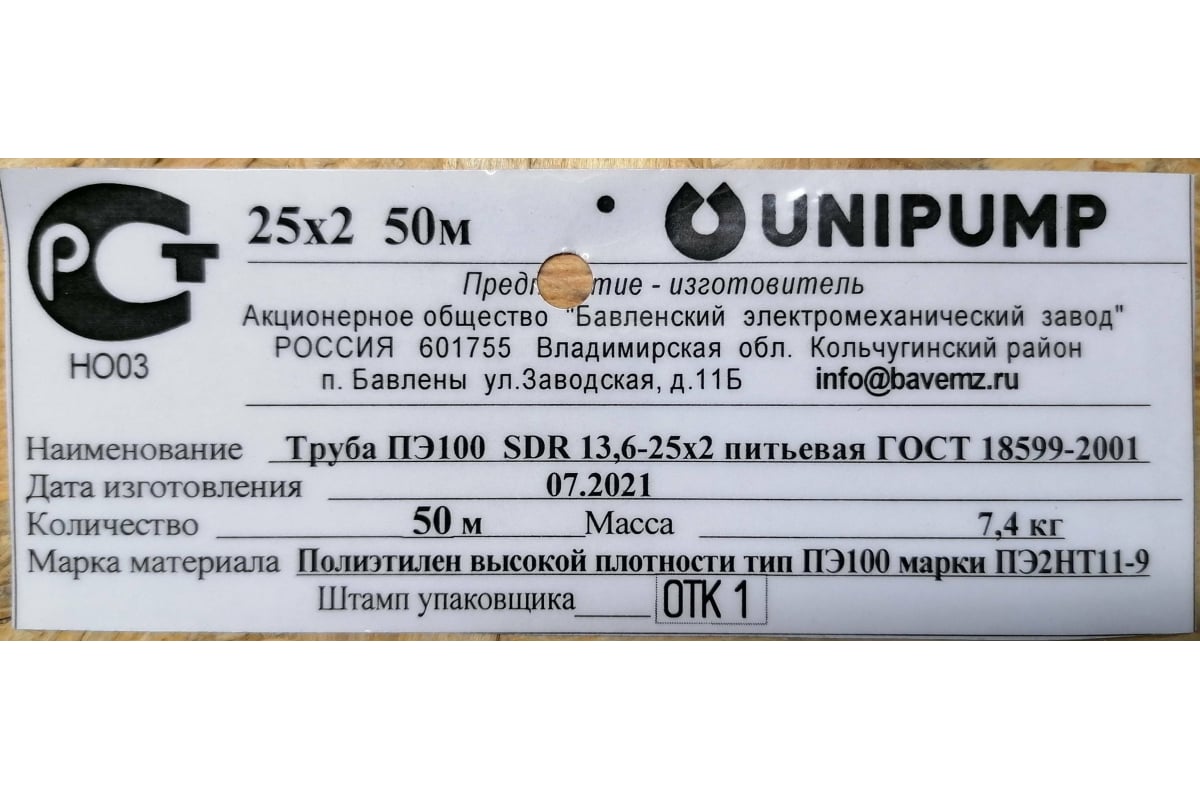 РСТ
НО03
25х2 50м
UNIPUMP
тие - изготовитель
Акционерное общество "Бавленский электромеханический завод"
РОССИЯ 601755 Владимирская обл. Кольчугинский район
п. Бавлены ул.Заводская, д.11Б info@bavemz.ru
Наименование Труба ПЭ100 SDR 13,6-25х2 питьевая ГОСТ 18599-2001
Дата изготовления 07.2021
Количество 50 м Масса 7,4 кг
Марка материала Полиэтилен высокой плотности тип ПЭ100 марки ПЭ2НТ11-9
Штамп упаковщика ОТК 1